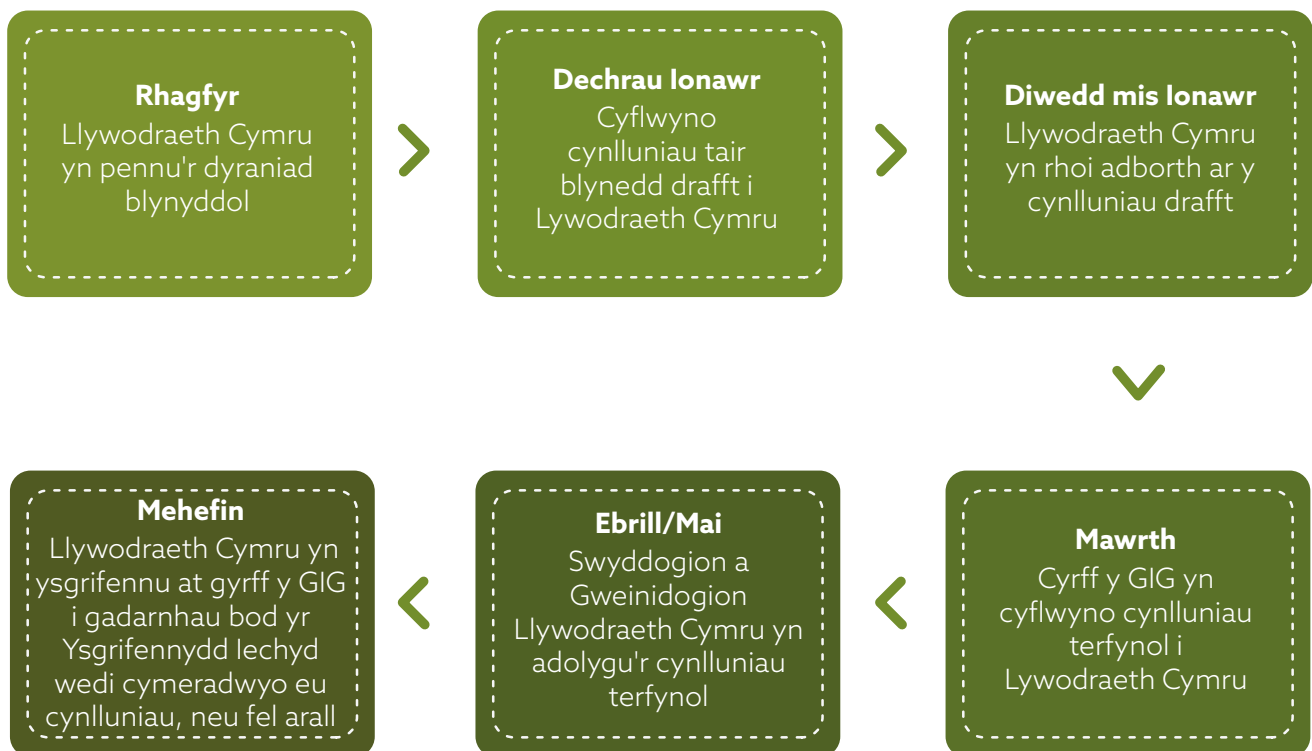 Rhagfyr
Llywodraeth Cymru
yn pennu'r dyraniad
blynyddol
Dechrau Ionawr
Cyflwyno
cynlluniau tair
blynedd drafft i
Lywodraeth Cymru
Diwedd mis Ionawr
Llywodraeth Cymru
yn rhoi adborth ar y
cynlluniau drafft
Mawrth
Cyrff y GIG yn
cyflwyno cynlluniau
terfynol i
Lywodraeth Cymru
Ebrill/Mai
Swyddogion a
Gweinidogion
Llywodraeth Cymru yn
adolygu'r cynlluniau
terfynol
Mehefin
Llywodraeth Cymru yn
ysgrifennu at gyrff y GIG
i gadarnhau bod yr
Ysgrifennydd Iechyd
wedi cymeradwyo eu
cynlluniau, neu fel arall